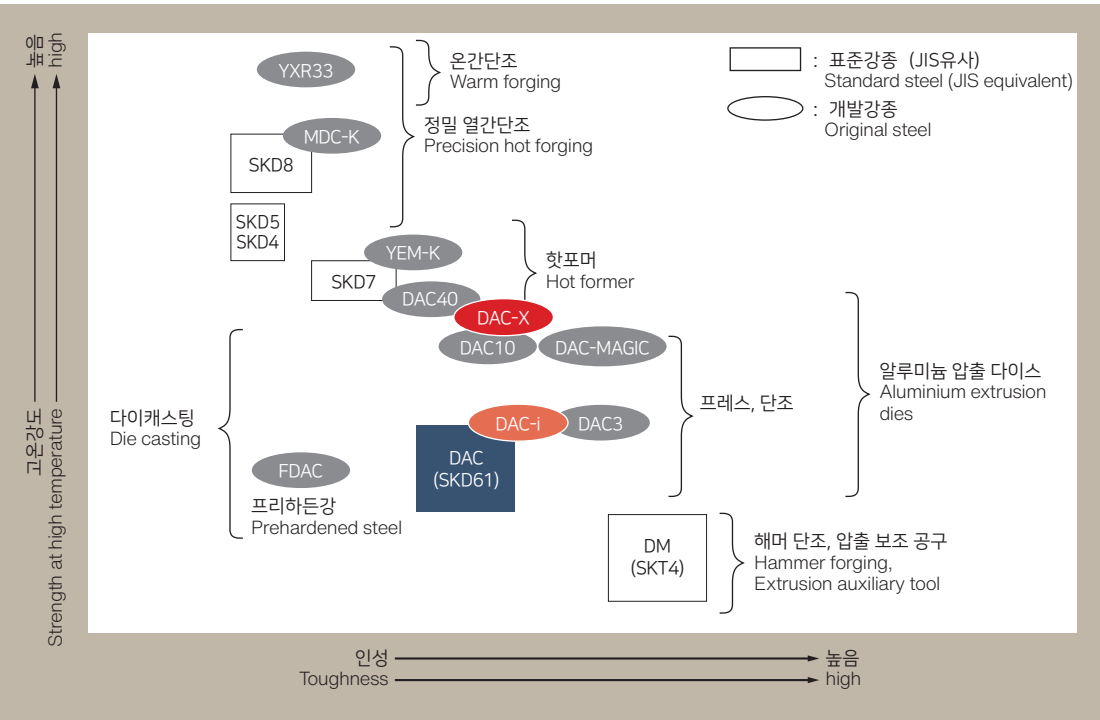 높음
high
고온강도
Strength at high temperature
YXR33
온간단조
Warm forging
: 표준강종 (JIS유사)
Standard steel (JIS equivalent)
: 개발강종
Original steel
MDC-K
SKD8
정밀 열간단조
Precision hot forging
SKD5
SKD4
YEM-K
SKD7
DAC40
핫포머
Hot former
DAC-X
DAC10
DAC-MAGIC
알루미늄 압출 다이스
Aluminium extrusion
dies
다이캐스팅
Die casting
프레스, 단조
DAC-i
DAC3
DAC
(SKD61)
FDAC
프리하든강
Prehardened steel
DM
(SKT4)
해머 단조, 압출 보조 공구
Hammer forging,
Extrusion auxiliary tool
인성
높음
Toughness
high